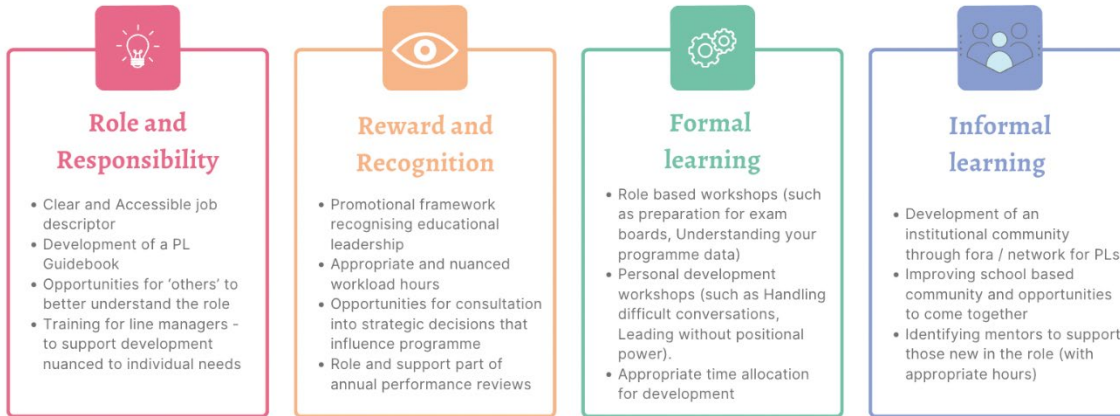 Role and
Responsibility
• Clear and Accessible job
descriptor
• Development of a PL
Guidebook
• Opportunities for ‘others’ to
better understand the role
• Training for line managers -
to support development
nuanced to individual needs
Reward and
Recognition
• Promotional framework
recognising educational
leadership
• Appropriate and nuanced
workload hours
• Opportunities for consultation
into strategic decisions that
influence programme
• Role and support part of
annual performance reviews
Formal
learning
• Role based workshops (such
as preparation for exam
boards, Understanding your
programme data)
• Personal development
workshops (such as Handling
difficult conversations,
Leading without positional
power).
• Appropriate time allocation
for development
Informal
learning
• Development of an
institutional community
through fora / network for PLs
• Improving school based
community and opportunities
to come together
• Identifying mentors to support
those new in the role (with
appropriate hours)